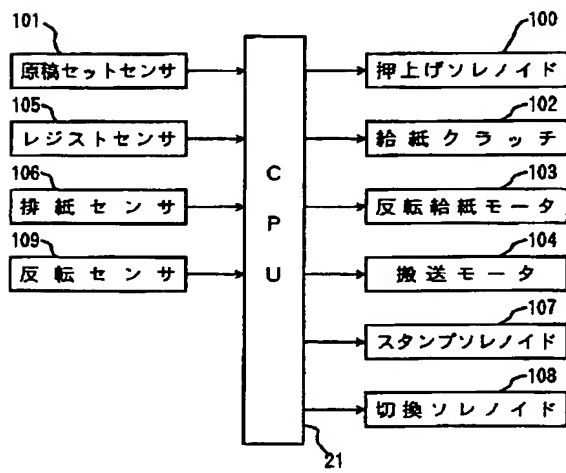 101
原稿セットセンサ
105
レジストセンサ
106
排紙センサ
109
反転センサ
CPU
21
100
押上げソレノイド
102
給紙クラッチ
103
反転給紙モータ
104
搬送モータ
107
スタンプソレノイド
108
切換ソレノイド